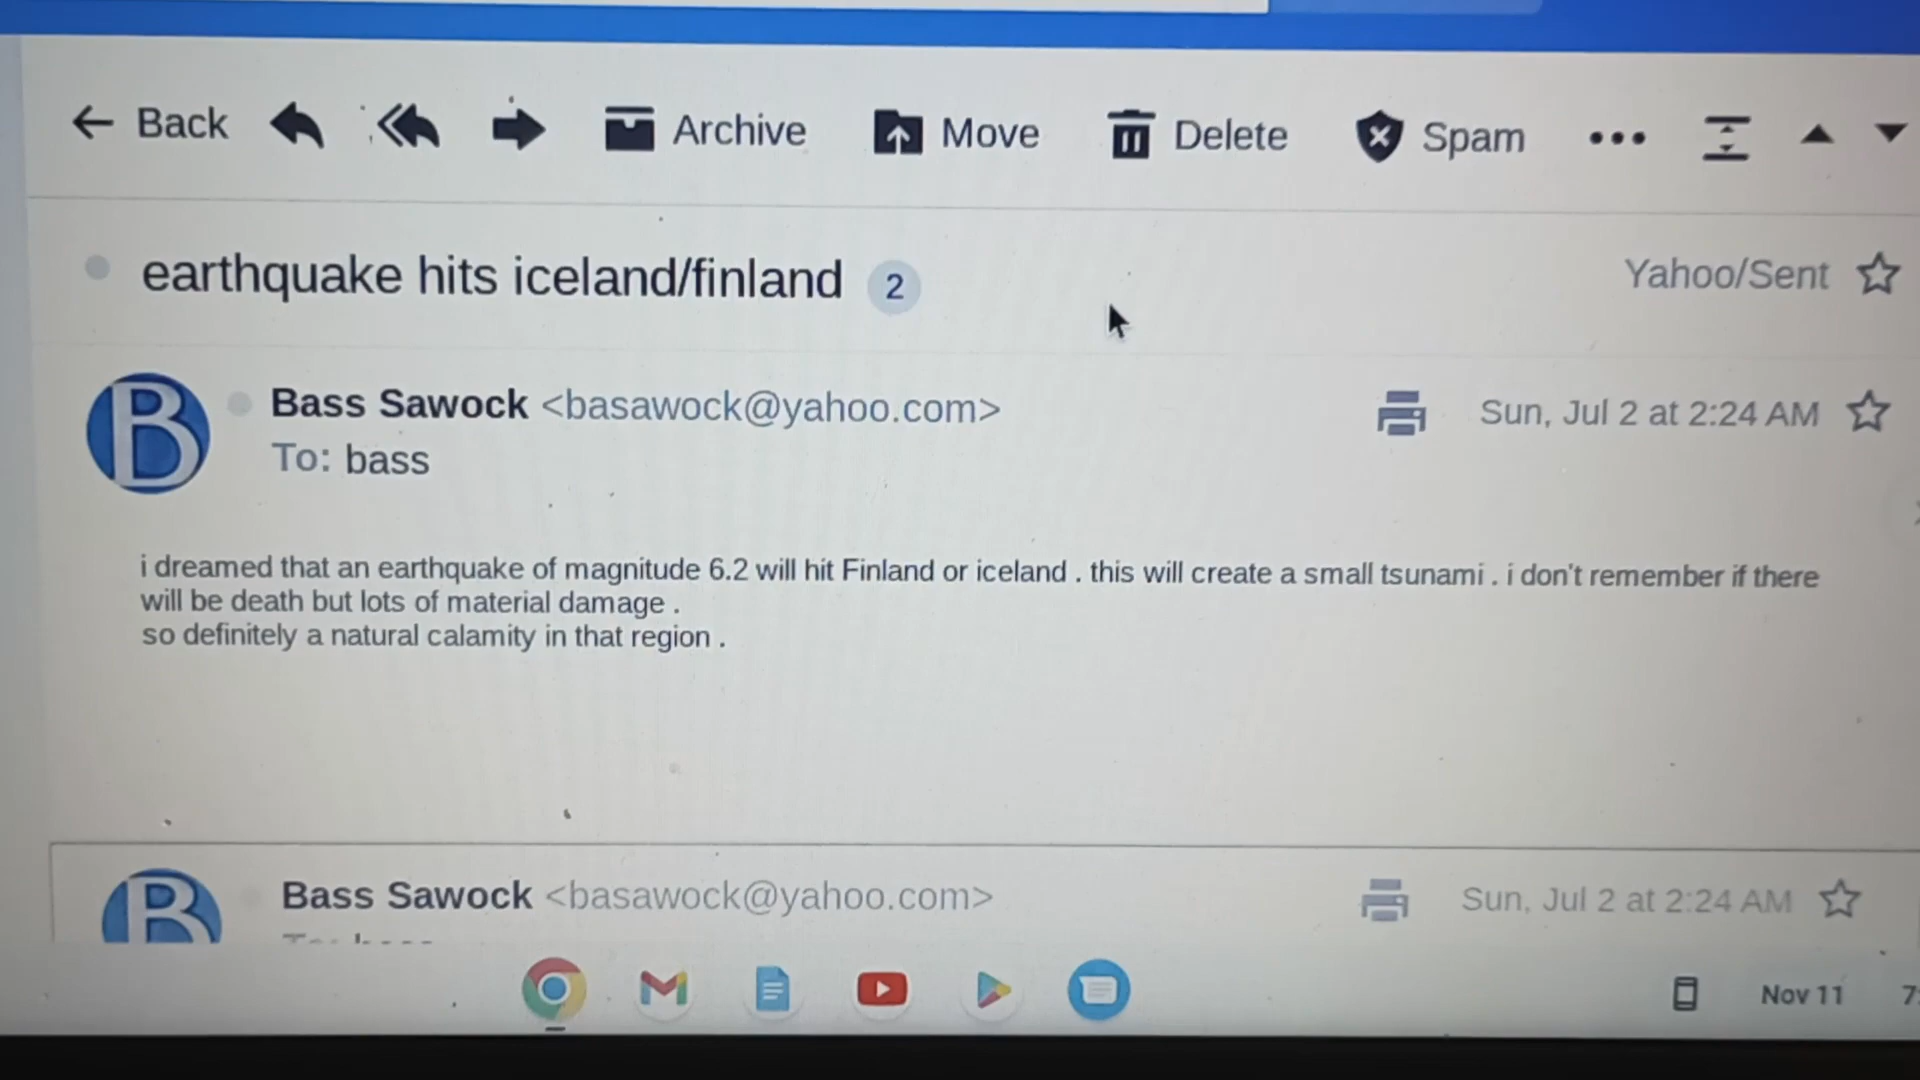 Back Archive Move Delete Spam
earthquake hits iceland/finland 2 Yahoo/Sent
Bass Sawock <basawock@yahoo.com> Sun, Jul 2 at 2:24 AM
To: bass
i dreamed that an earthquake of magnitude 6.2 will hit Finland or iceland . this will create a small tsunami . i don't remember if there
will be death but lots of material damage .
so definitely a natural calamity in that region .
Bass Sawock <basawock@yahoo.com> Sun, Jul 2 at 2:24 AM
Nov 11